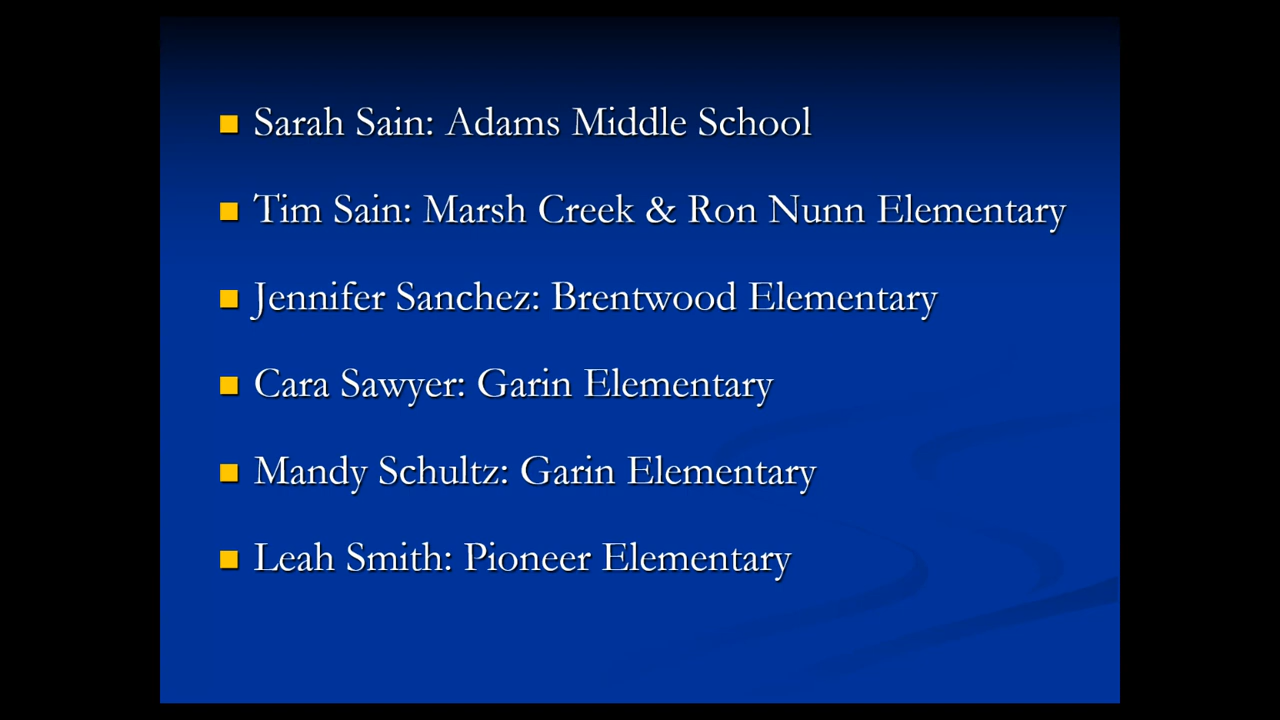 Sarah Sain: Adams Middle School
Tim Sain: Marsh Creek & Ron Nunn Elementary
Jennifer Sanchez: Brentwood Elementary
Cara Sawyer: Garin Elementary
Mandy Schultz: Garin Elementary
Leah Smith: Pioneer Elementary